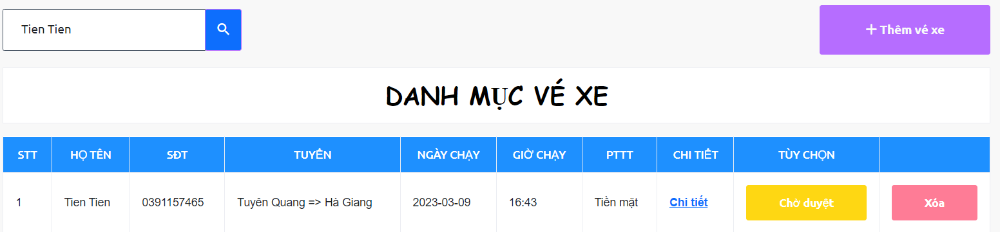 Tien Tien
+ Thêm vé xe
DANH MỤC VÉ XE
STT HỌ TÊN SĐT TUYẾN NGÀY CHẠY GIỜ CHẠY PTTT CHI TIẾT TÙY CHỌN
1 Tien Tien 0391157465 Tuyên Quang => Hà Giang 2023-03-09 16:43 Tiền mặt Chi tiết Chờ duyệt Xóa